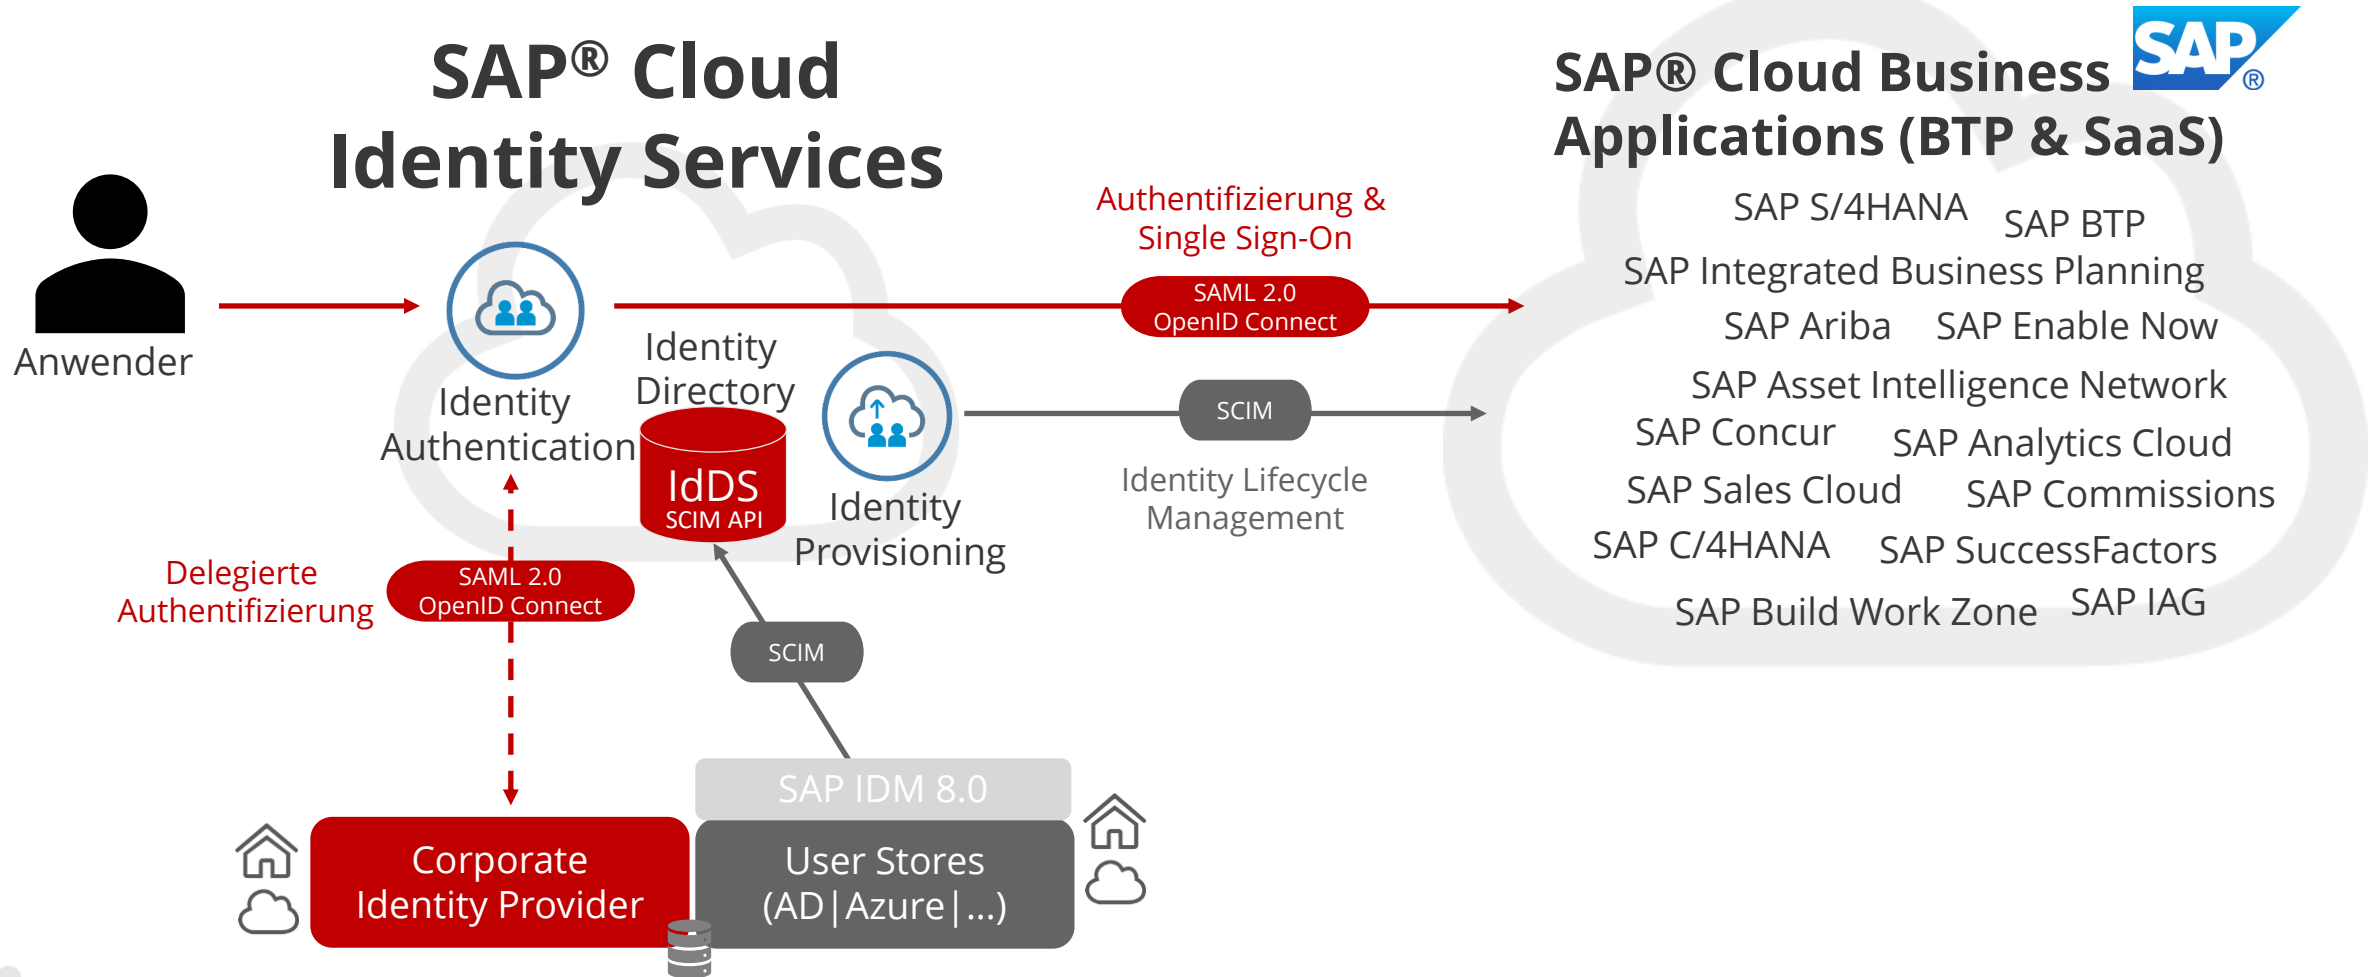 SAP® Cloud
Identity Services
SAP® Cloud Business
Applications (BTP & SaaS)
SAP®
Anwender
Identity
Authentication
Identity
Directory
IdDS
SCIM API
Identity
Provisioning
Authentifizierung &
Single Sign-On
SAML 2.0
OpenID Connect
SCIM
Identity Lifecycle
Management
SAP S/4HANA
SAP BTP
SAP Integrated Business Planning
SAP Ariba
SAP Enable Now
SAP Asset Intelligence Network
SAP Concur
SAP Analytics Cloud
SAP Sales Cloud
SAP Commissions
SAP C/4HANA
SAP SuccessFactors
SAP Build Work Zone
SAP IAG
Delegierte
Authentifizierung
SAML 2.0
OpenID Connect
SCIM
SAP IDM 8.0
Corporate
Identity Provider
User Stores
(AD|Azure|...)